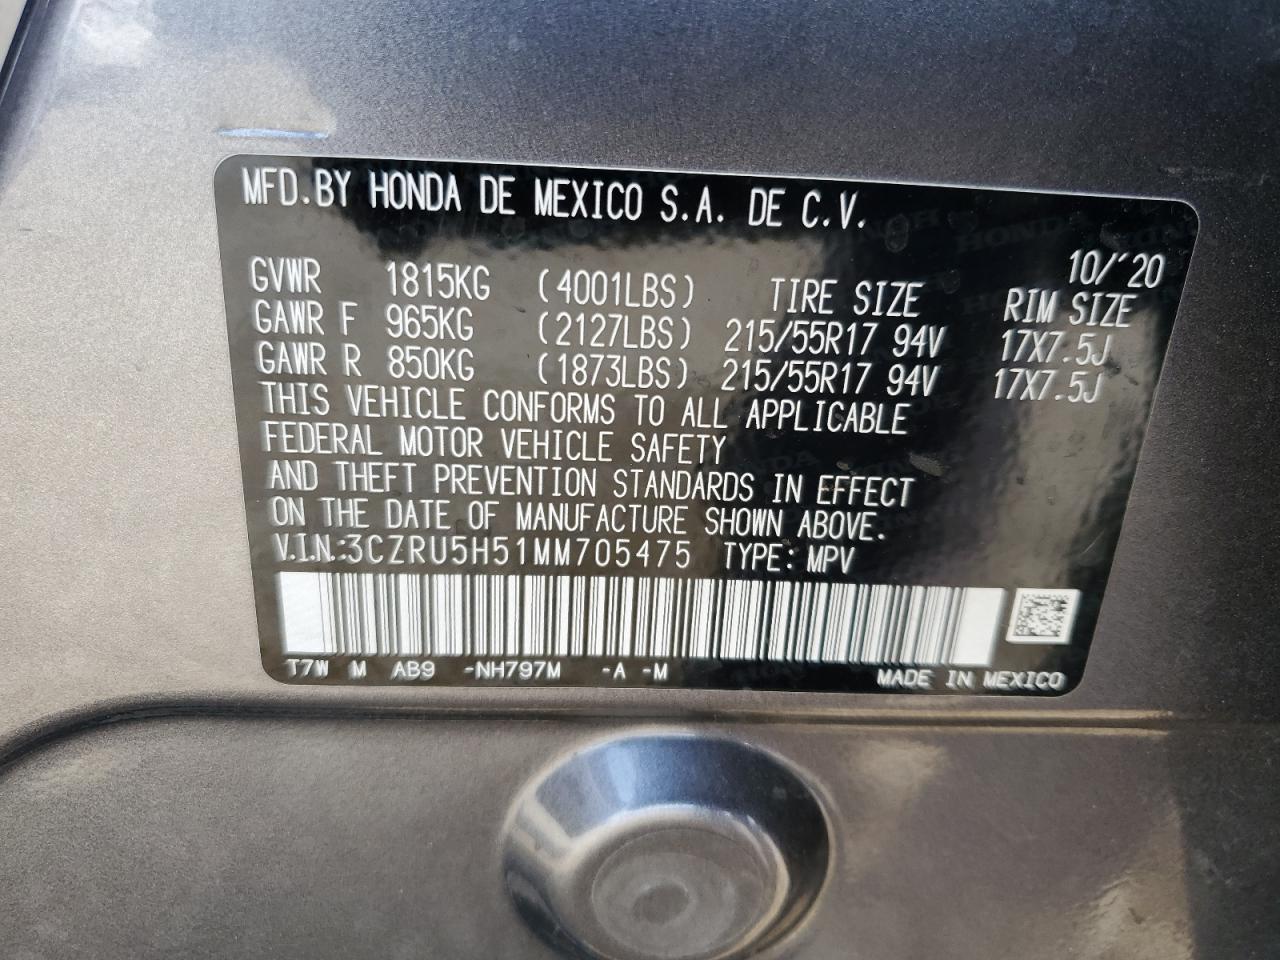 MFD.BY HONDA DE MEXICO S.A. DE C.V.
10/'20
GVWR 1815KG (4001LBS) TIRE SIZE RIM SIZE
GAWR F 965KG (2127LBS) 215/55R17 94V 17X7.5J
GAWR R 850KG (1873LBS) 215/55R17 94V 17X7.5J
THIS VEHICLE CONFORMS TO ALL APPLICABLE
FEDERAL MOTOR VEHICLE SAFETY
AND THEFT PREVENTION STANDARDS IN EFFECT
ON THE DATE OF MANUFACTURE SHOWN ABOVE.
V.I.N.:3CZRU5H51MM705475 TYPE: MPV
T7W M AB9 -NH797M -A -M MADE IN MEXICO